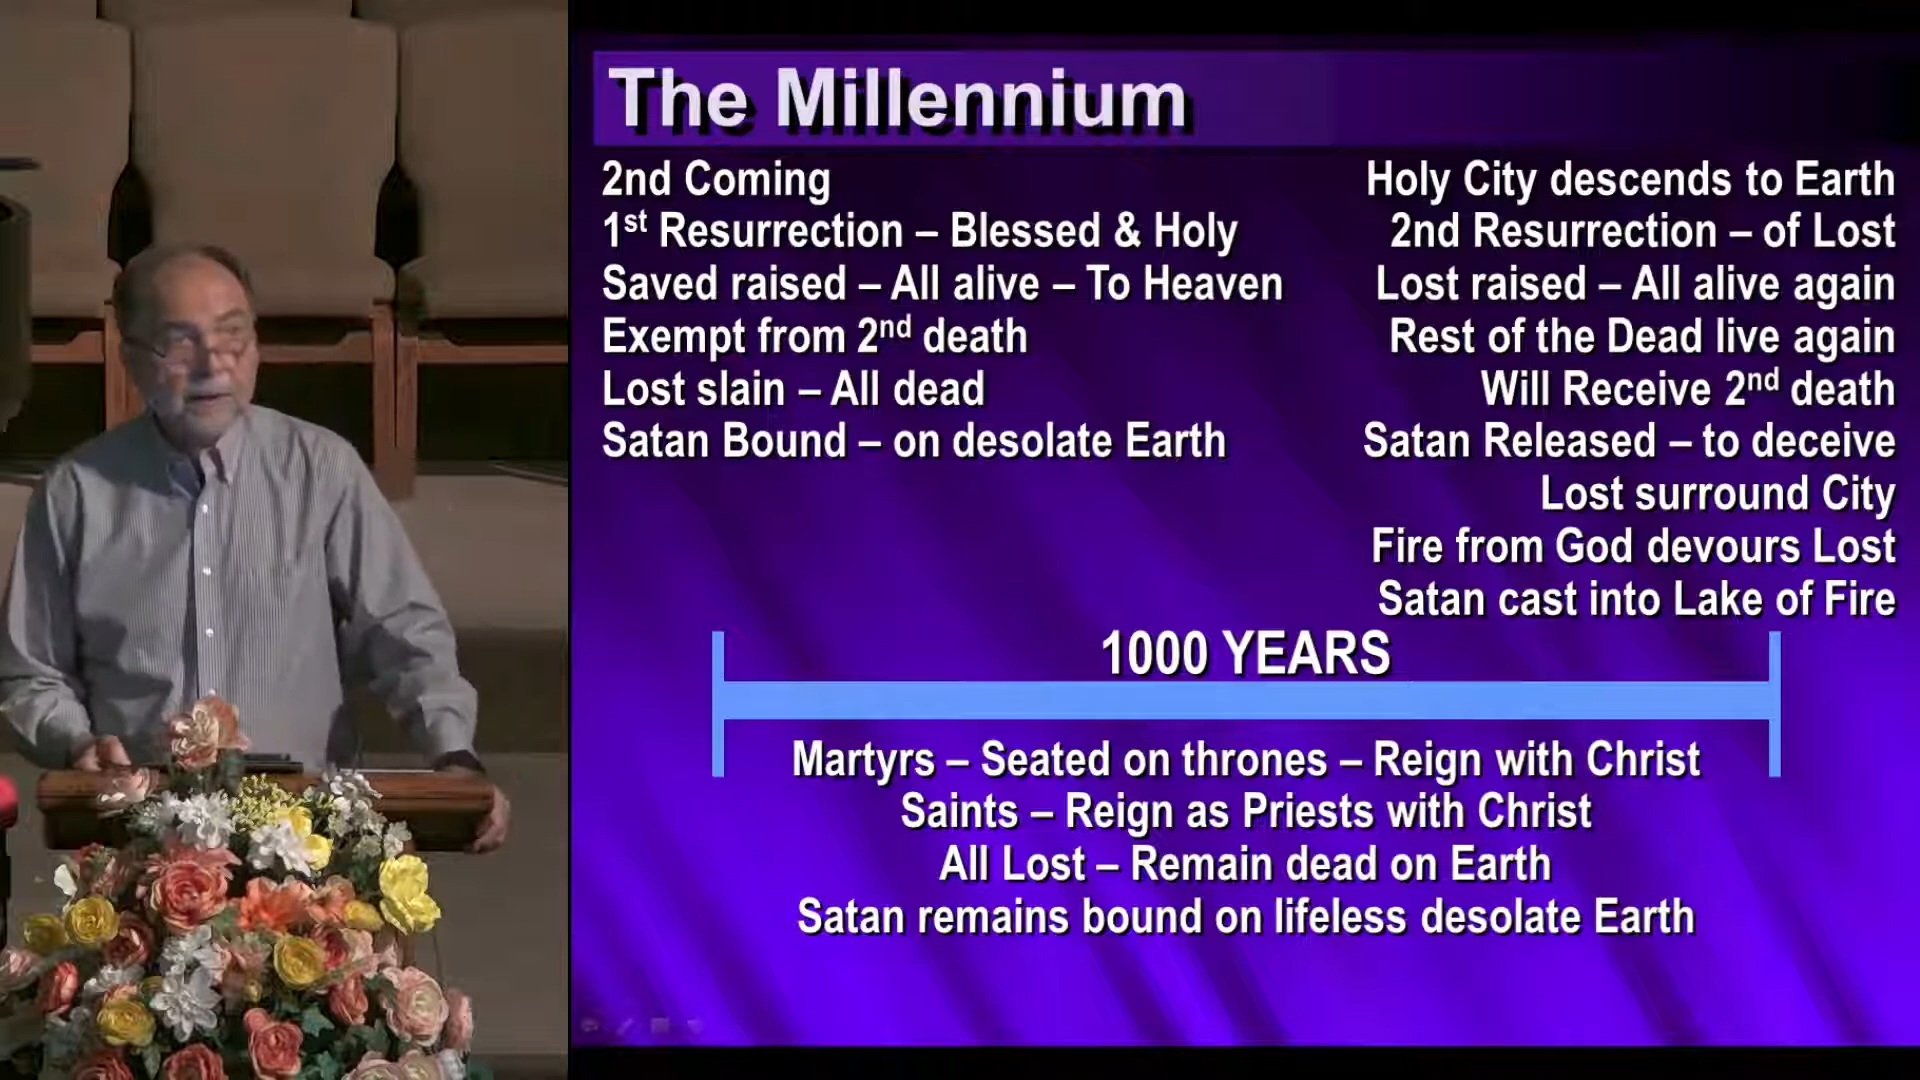 The Millennium
2nd Coming
1st Resurrection – Blessed & Holy
Saved raised – All alive – To Heaven
Exempt from 2nd death
Lost slain – All dead
Satan Bound – on desolate Earth
Holy City descends to Earth
2nd Resurrection – of Lost
Lost raised – All alive again
Rest of the Dead live again
Will Receive 2nd death
Satan Released – to deceive
Lost surround City
Fire from God devours Lost
Satan cast into Lake of Fire
1000 YEARS
Martyrs – Seated on thrones – Reign with Christ
Saints – Reign as Priests with Christ
All Lost – Remain dead on Earth
Satan remains bound on lifeless desolate Earth